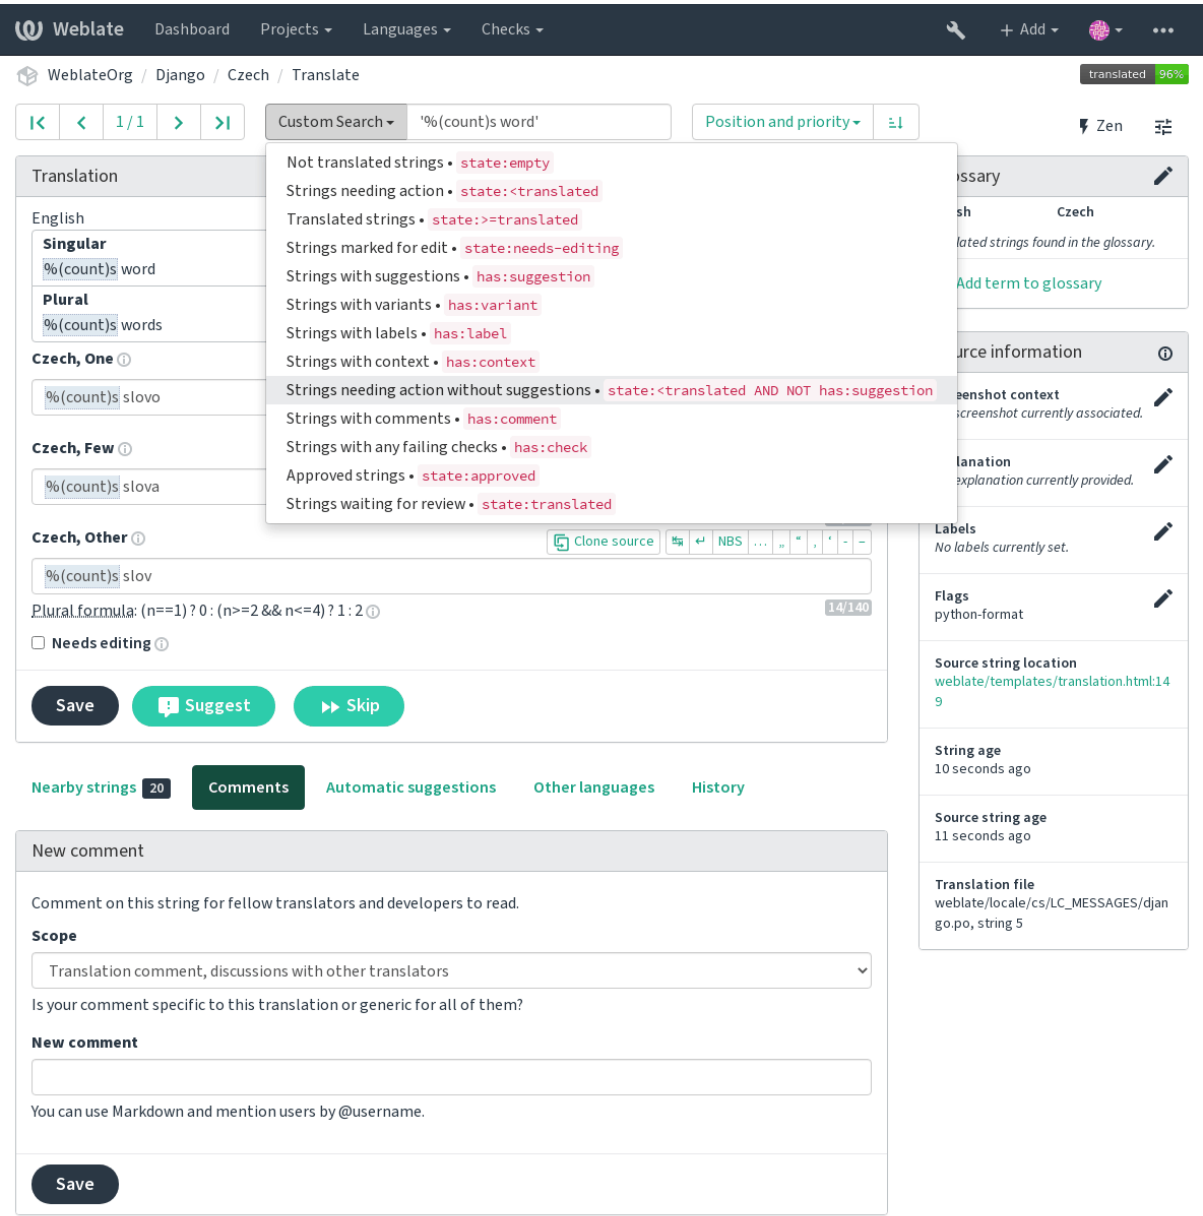 Weblate Dashboard Projects Languages Checks + Add
WeblateOrg / Django / Czech / Translate
translated 96%
1 / 1
Custom Search '%(count)s word'
Position and priority
Zen
Not translated strings • state:empty
Strings needing action • state:<translated
Translated strings • state:>=translated
Strings marked for edit • state:needs-editing
Strings with suggestions • has:suggestion
Strings with variants • has:variant
Strings with labels • has:label
Strings with context • has:context
Strings needing action without suggestions • state:<translated AND NOT has:suggestion
Strings with comments • has:comment
Strings with any failing checks • has:check
Approved strings • state:approved
Strings waiting for review • state:translated
Translation
English
Singular
%(count)s word
Plural
%(count)s words
Czech, One
%(count)s slovo
Czech, Few
%(count)s slova
Czech, Other
Clone source ↹ ↵ NBS … „ “ ‚ ‘ - –
%(count)s slov
Plural formula: (n==1) ? 0 : (n>=2 && n<=4) ? 1 : 2
14/140
Needs editing
Save Suggest Skip
Nearby strings 20 Comments Automatic suggestions Other languages History
New comment
Comment on this string for fellow translators and developers to read.
Scope
Translation comment, discussions with other translators
Is your comment specific to this translation or generic for all of them?
New comment
You can use Markdown and mention users by @username.
Save
ossary
sh Czech
lated strings found in the glossary.
Add term to glossary
urce information
eenshot context
screenshot currently associated.
lanation
explanation currently provided.
Labels
No labels currently set.
Flags
python-format
Source string location
weblate/templates/translation.html:14
9
String age
10 seconds ago
Source string age
11 seconds ago
Translation file
weblate/locale/cs/LC_MESSAGES/djan
go.po, string 5